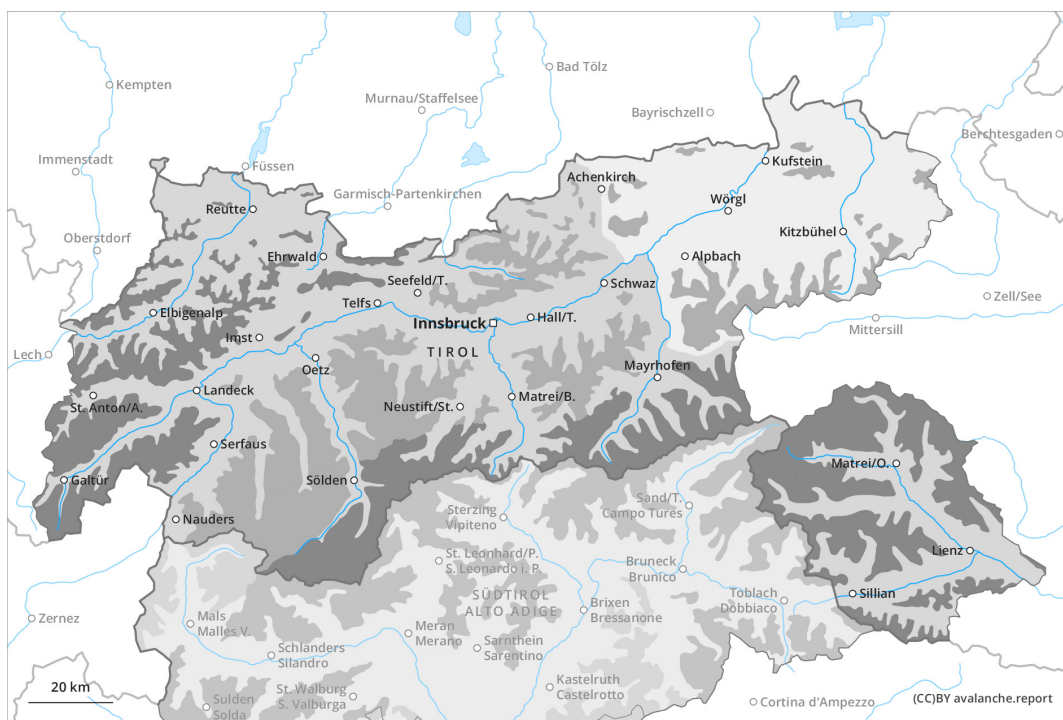 Kempten
Bad Tölz
Murnau/Staffelsee
Bayrischzell
Berchtesgaden
Immenstadt
Füssen
Kufstein
Achenkirch
Garmisch-Partenkirchen
Wörgl
Reutte
Kitzbühel
Oberstdorf
Ehrwald
Alpbach
Seefeld/T.
Schwaz
Zell/See
Telfs
Elbigenalp
Hall/T.
Innsbruck
Mittersill
Imst
Lech
TIROL
Oetz
Mayrhofen
Landeck
Matrei/B.
St. Anton/A.
Neustift/St.
Serfaus
Matrei/O.
Galtür
Sölden
Sand/T.
Campo Tures
Sterzing
Vipiteno
Nauders
Lienz
St. Leonhard/P.
S. Leonardo i. P.
Bruneck
Brunico
SÜDTIROL
ALTO ADIGE
Toblach
Dobbiaco
Sillian
Brixen
Bressanone
Mals
Malles V.
Zernez
Meran
Merano
Schlanders
Silandro
Sarnthein
Sarentino
Kastelruth
Castelrotto
20 km
St. Walburg
S. Valburga
Sulden
Solda
Cortina d'Ampezzo
(CC)BY avalanche.report